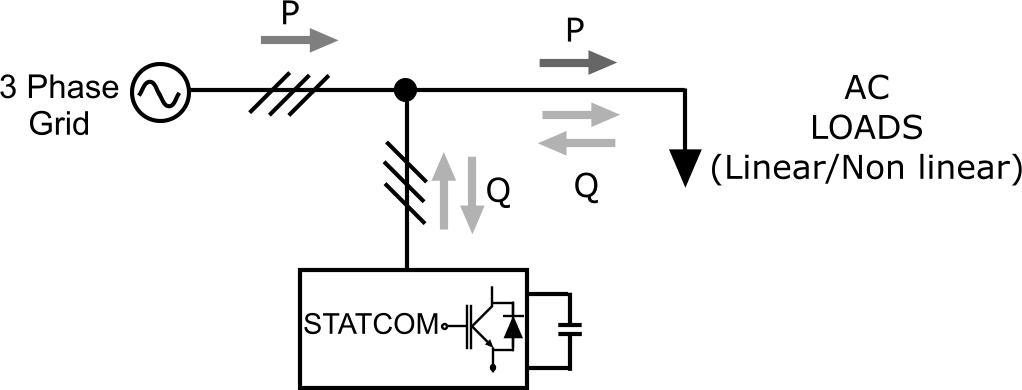 P
P
3 Phase
Grid
AC
LOADS
(Linear/Non linear)
Q
Q
STATCOM